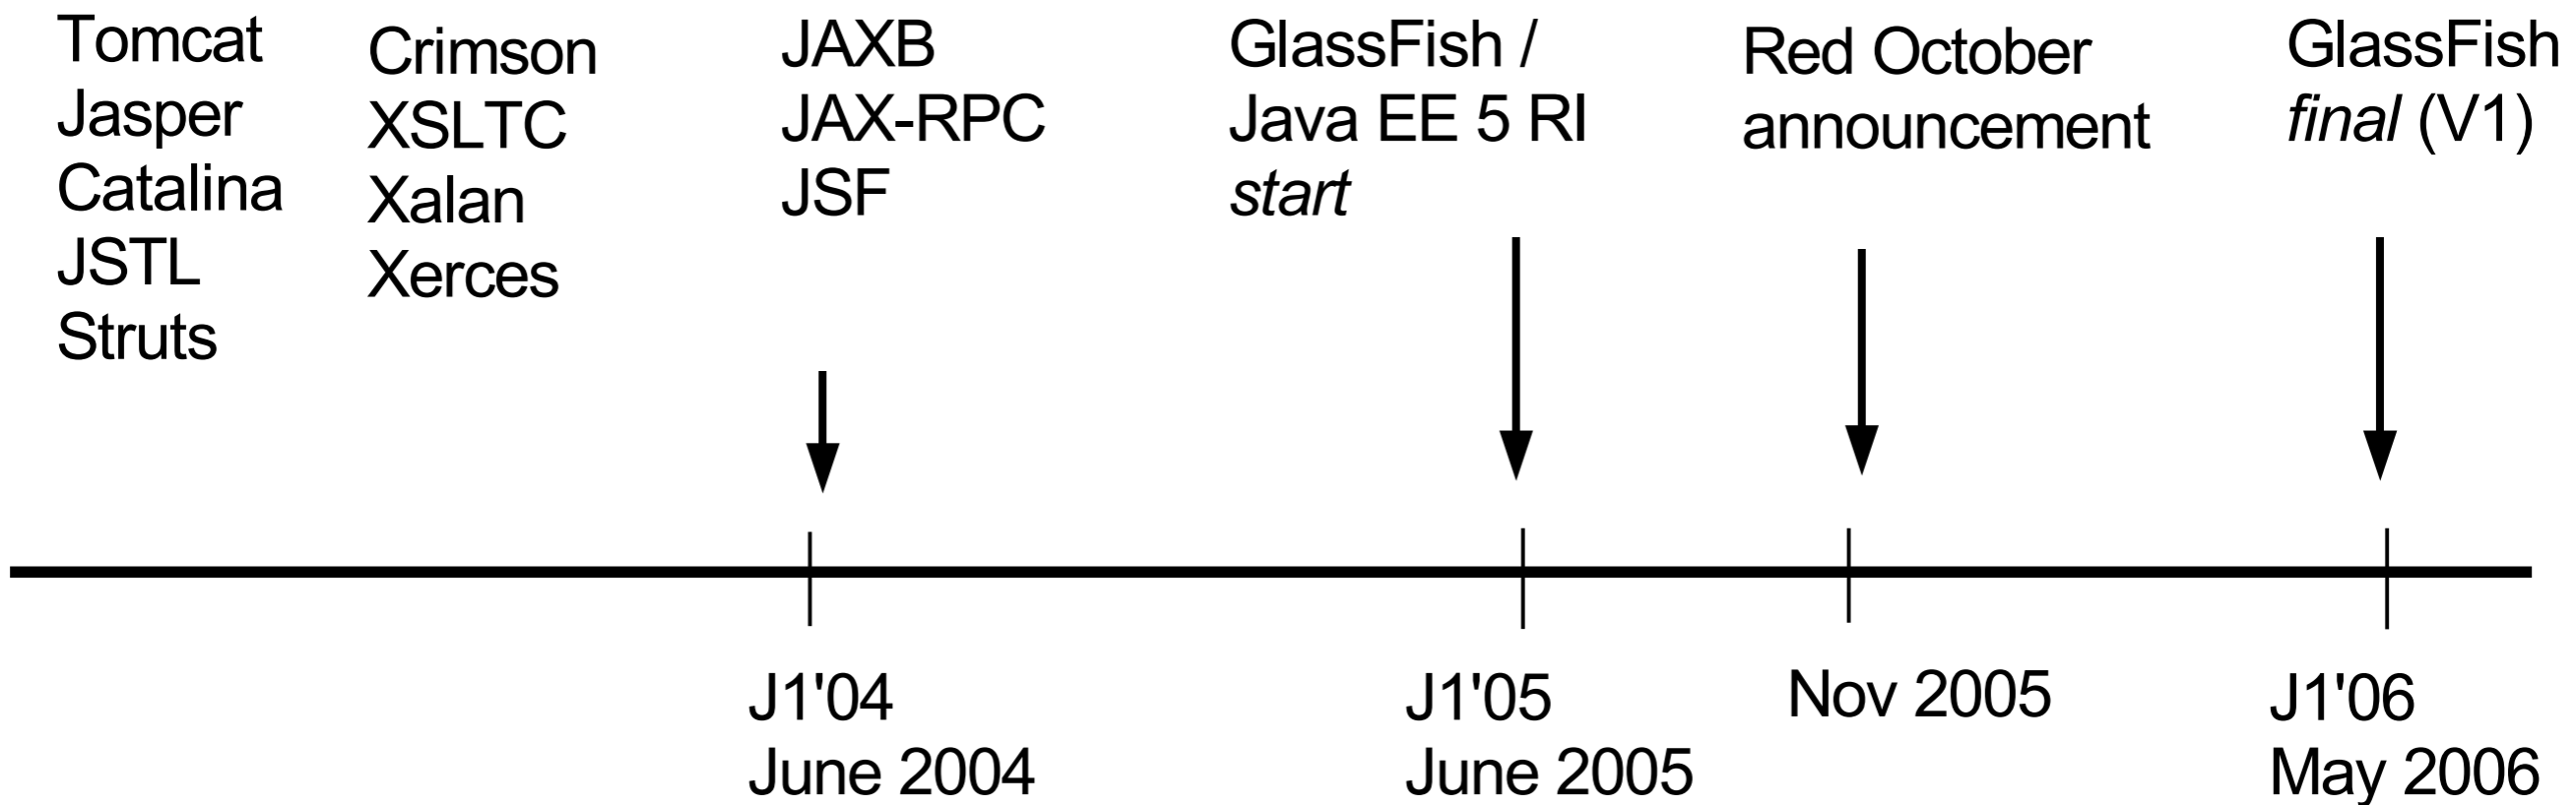 Tomcat
Jasper
Catalina
JSTL
Struts
Crimson
XSLTC
Xalan
Xerces
JAXB
JAX-RPC
JSF
GlassFish /
Java EE 5 RI
start
Red October
announcement
GlassFish
final (V1)
J1'04
June 2004
J1'05
June 2005
Nov 2005
J1'06
May 2006